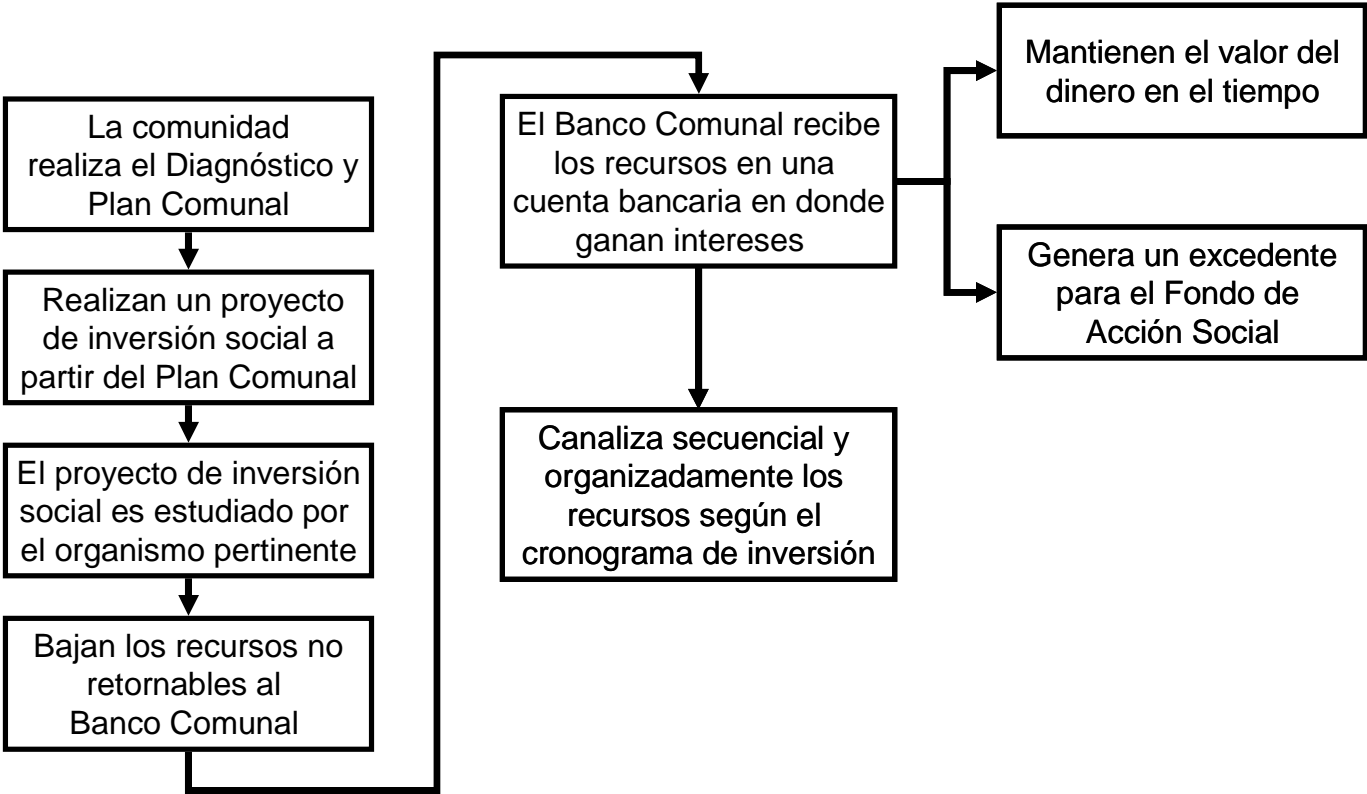 La comunidad
realiza el Diagnóstico y
Plan Comunal
Realizan un proyecto
de inversión social a
partir del Plan Comunal
El proyecto de inversión
social es estudiado por
el organismo pertinente
Bajan los recursos no
retornables al
Banco Comunal
El Banco Comunal recibe
los recursos en una
cuenta bancaria en donde
ganan intereses
Canaliza secuencial y
organizadamente los
recursos según el
cronograma de inversión
Mantienen el valor del
dinero en el tiempo
Genera un excedente
para el Fondo de
Acción Social